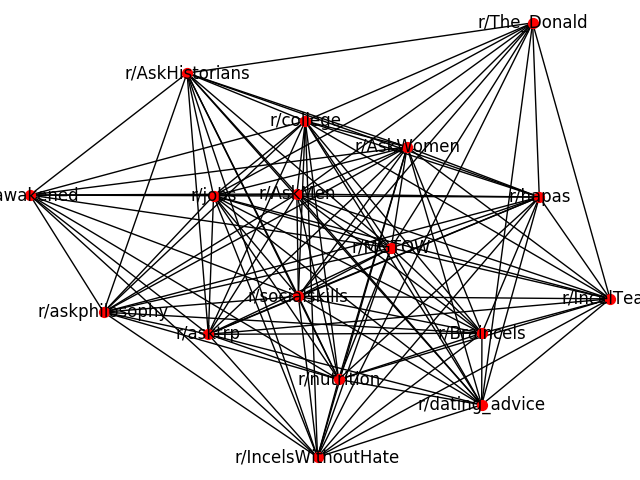 r/The_Donald
r/AskHistorians
r/college
r/AskWomen
awakened
r/jobs
r/AskMen
r/hapas
r/MGTOW
r/socialskills
r/IncelTea
r/askphilosophy
r/asktrp
r/Braincels
r/nutrition
r/dating_advice
r/IncelsWithoutHate